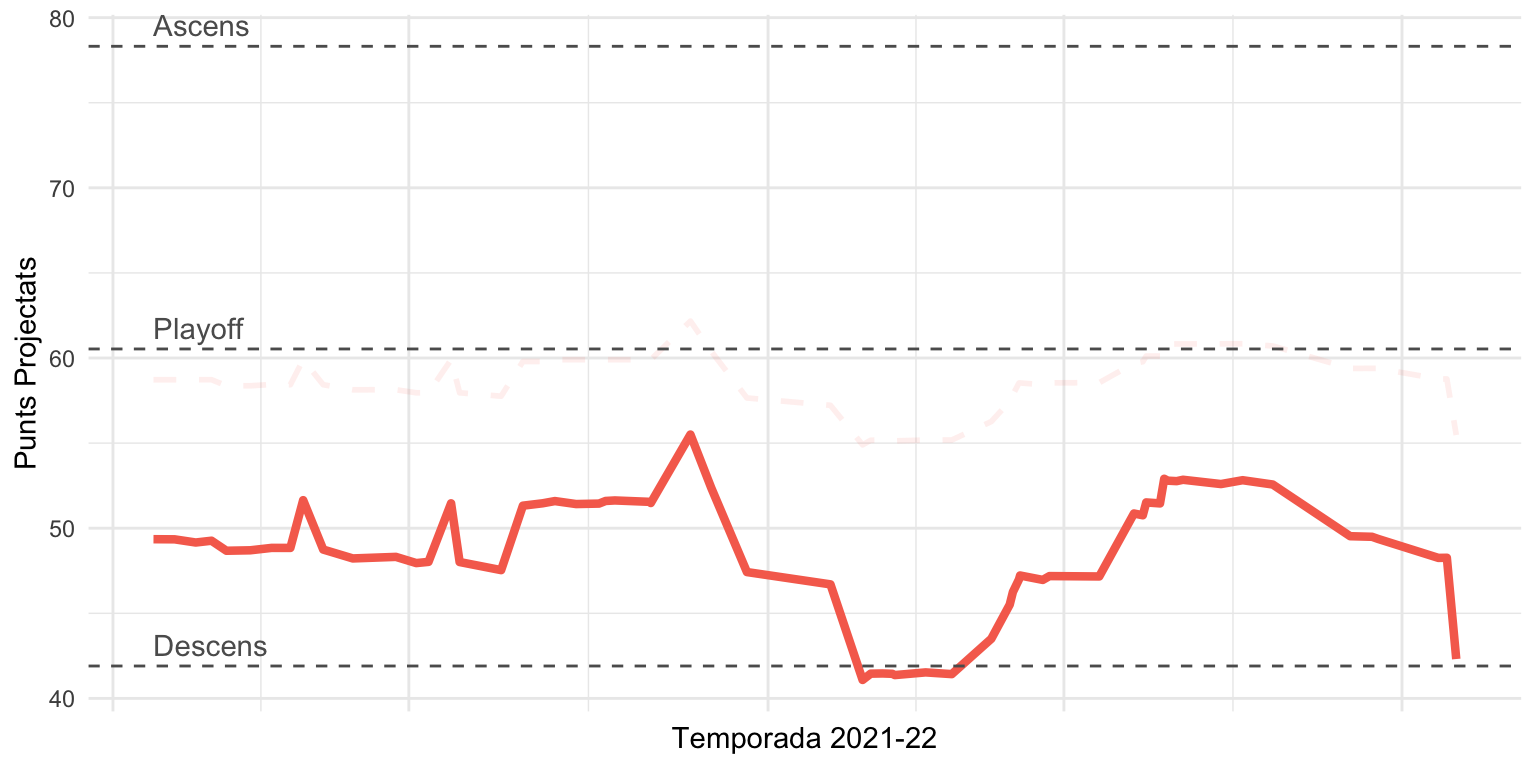 80
Ascens
70
Playoff
60
Punts Projectats
50
Descens
40
Temporada 2021-22